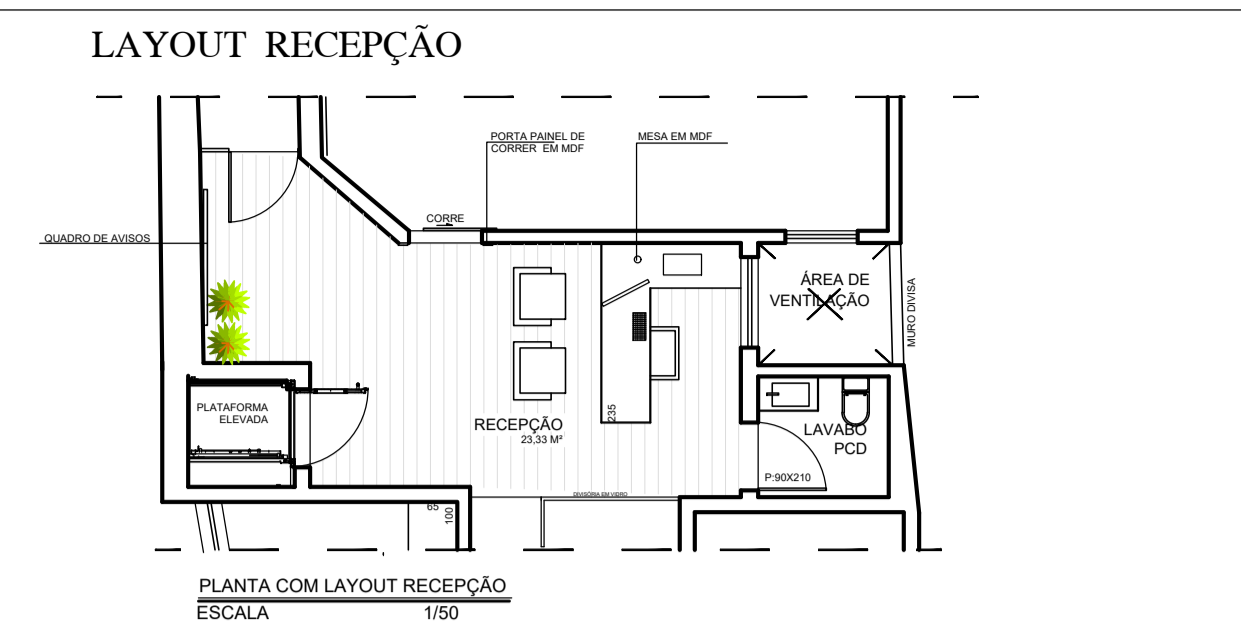 LAYOUT RECEPÇÃO
PORTA PAINEL DE
CORRER EM MDF
MESA EM MDF
CORRE
QUADRO DE AVISOS
ÁREA DE
VENTILAÇÃO
MURO DIVISA
PLATAFORMA
ELEVADA
235
RECEPÇÃO
23,33 M²
LAVABO
PCD
P:90X210
DIVISÓRIA EM VIDRO
65
100
PLANTA COM LAYOUT RECEPÇÃO
ESCALA 1/50